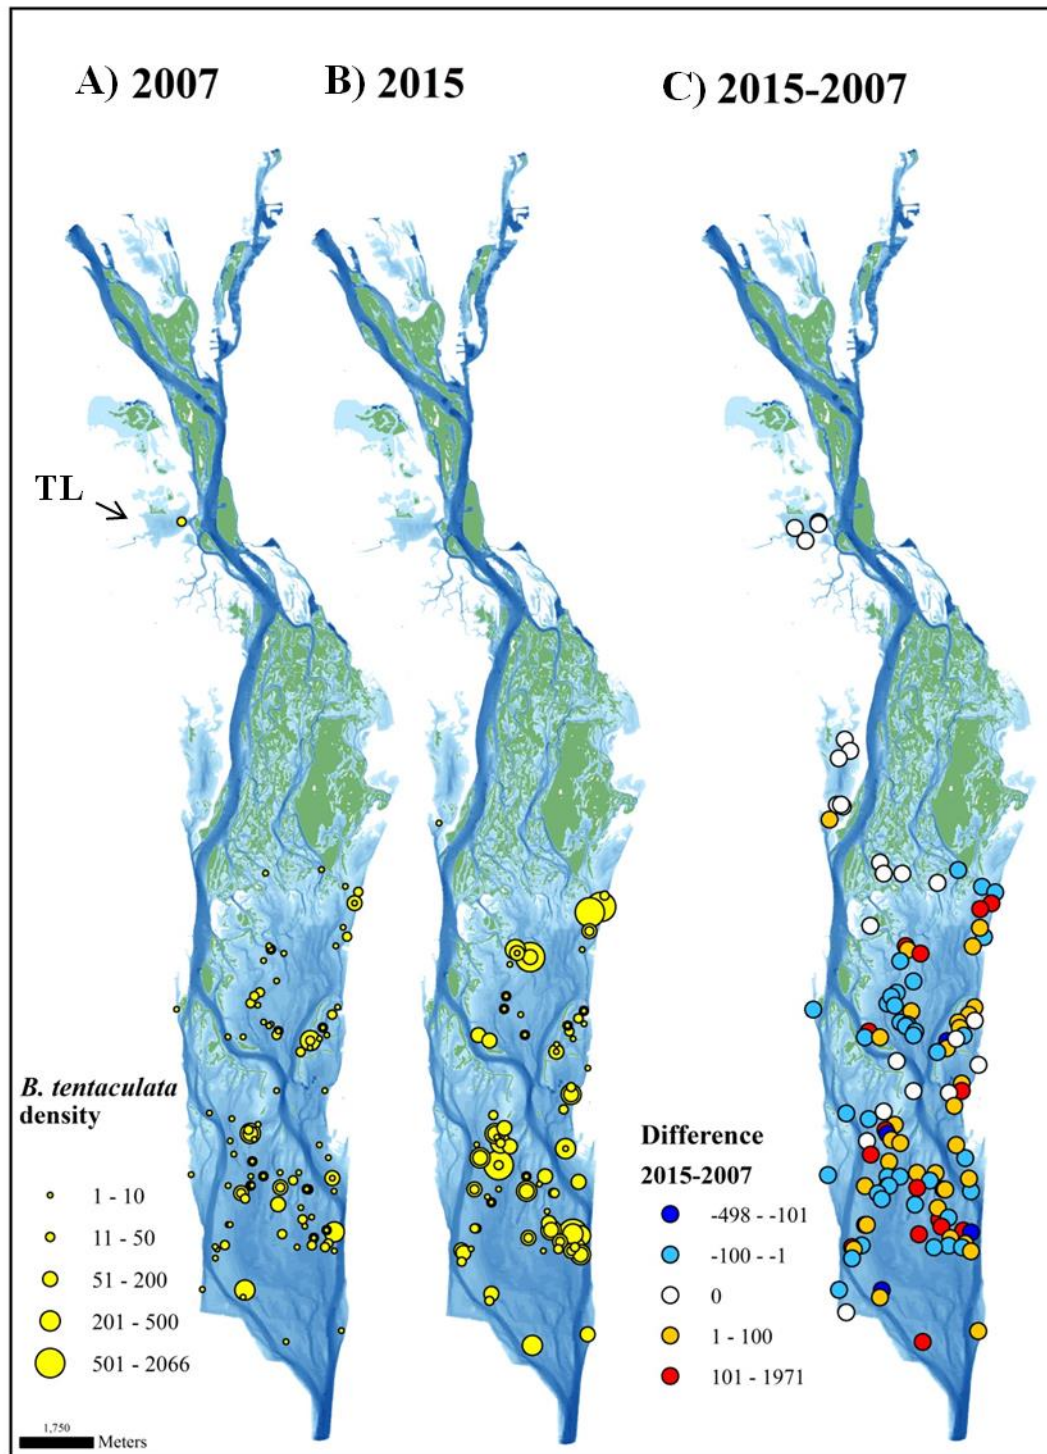 A) 2007
B) 2015
C) 2015-2007
TL
B. tentaculata
density
1 - 10
11 - 50
51 - 200
201 - 500
501 - 2066
1,750
Meters
Difference
2015-2007
-498 - -101
-100 - -1
0
1 - 100
101 - 1971